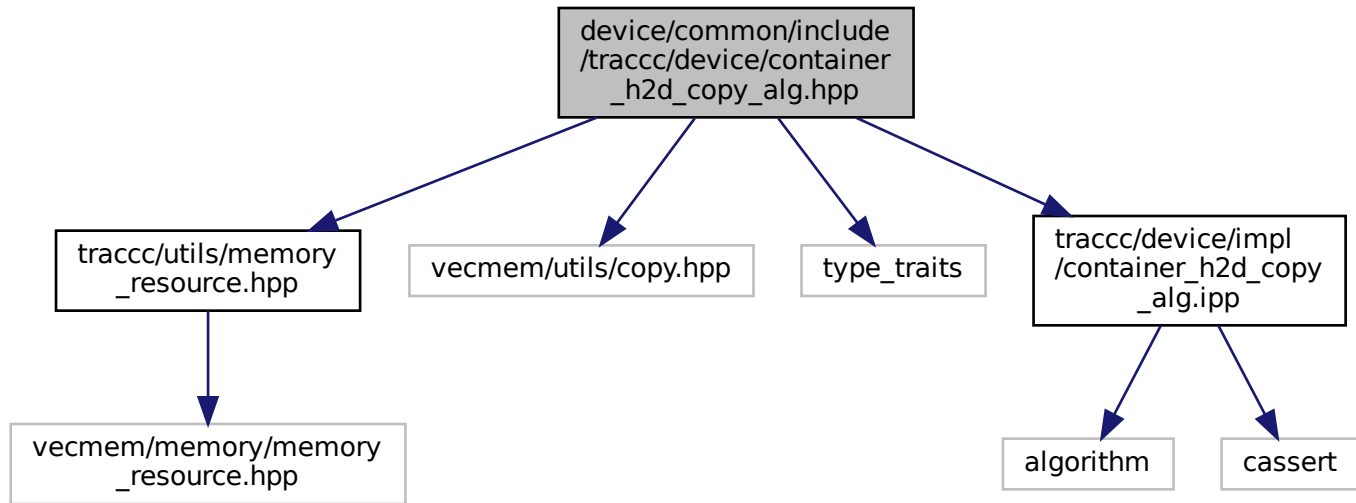 device/common/include
/traccc/device/container
_h2d_copy_alg.hpp
traccc/utils/memory
_resource.hpp
vecmem/utils/copy.hpp
type_traits
traccc/device/impl
/container_h2d_copy
_alg.ipp
vecmem/memory/memory
_resource.hpp
algorithm
cassert